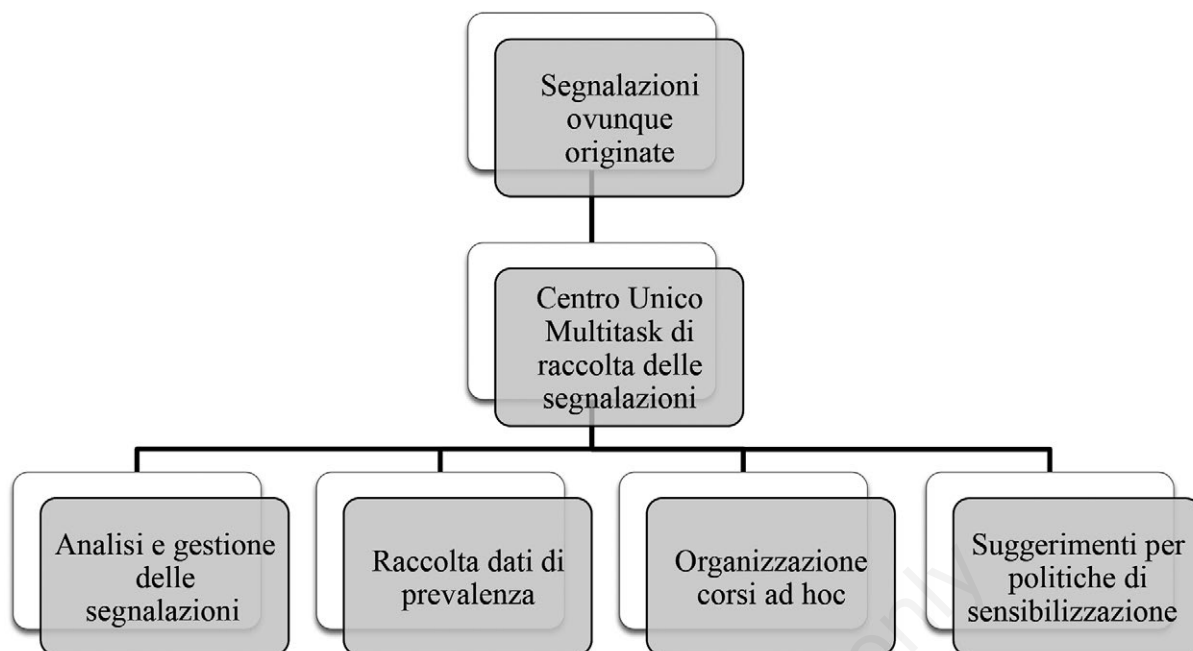 Segnalazioni
ovunque
originate
Centro Unico
Multitask di
raccolta delle
segnalazioni
Analisi e gestione
delle
segnalazioni
Raccolta dati di
prevalenza
Organizzazione
corsi ad hoc
Suggerimenti per
politiche di
sensibilizzazione
only